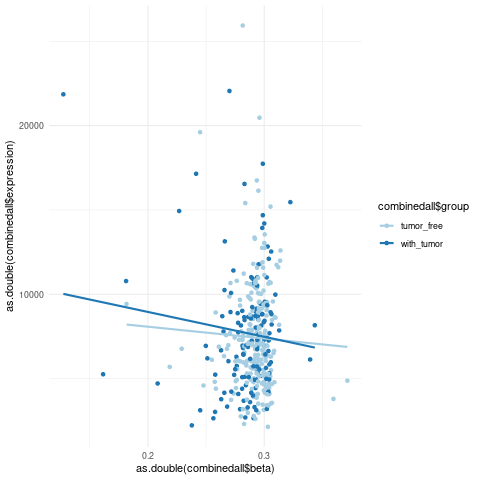 as.double(combinedall$expression)
20000
10000
0.2
0.3
as.double(combinedall$beta)
combinedall$group
tumor_free
with_tumor